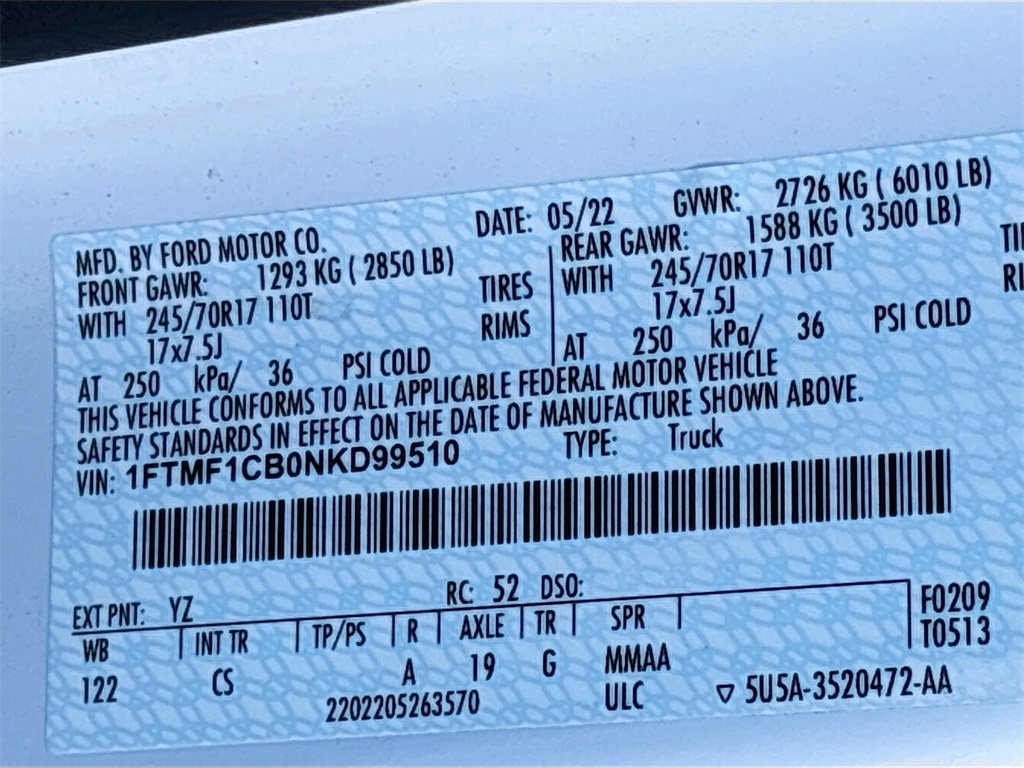 MFD. BY FORD MOTOR CO. DATE: 05/22 GVWR: 2726 KG ( 6010 LB)
FRONT GAWR: 1293 KG ( 2850 LB) REAR GAWR: 1588 KG ( 3500 LB)
WITH 245/70R17 110T TIRES WITH 245/70R17 110T
17x7.5J RIMS 17x7.5J
AT 250 kPa/ 36 PSI COLD AT 250 kPa/ 36 PSI COLD
THIS VEHICLE CONFORMS TO ALL APPLICABLE FEDERAL MOTOR VEHICLE
SAFETY STANDARDS IN EFFECT ON THE DATE OF MANUFACTURE SHOWN ABOVE.
VIN: 1FTMF1CB0NKD99510 TYPE: Truck
EXT PNT: YZ RC: 52 DSO:
WB INT TR TP/PS R AXLE TR SPR F0209
122 CS A 19 G MMAA T0513
2202205263570 ULC ▽ 5U5A-3520472-AA